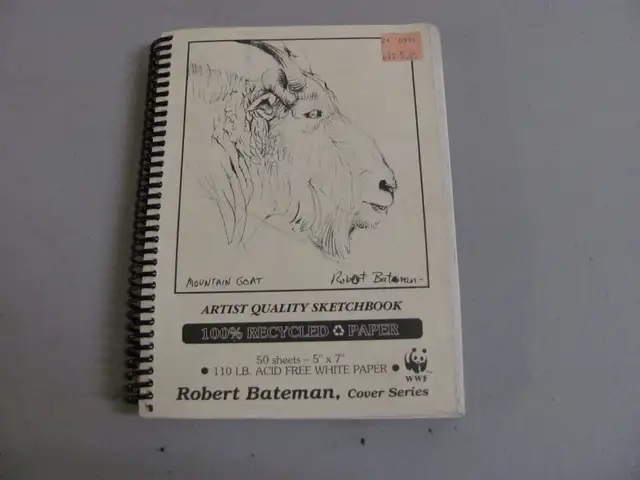 MOUNTAIN GOAT Robert Bateman
ARTIST QUALITY SKETCHBOOK
100% RECYCLED PAPER
50 sheets – 5" x 7"
• 110 LB. ACID FREE WHITE PAPER •
WWF
Robert Bateman, Cover Series